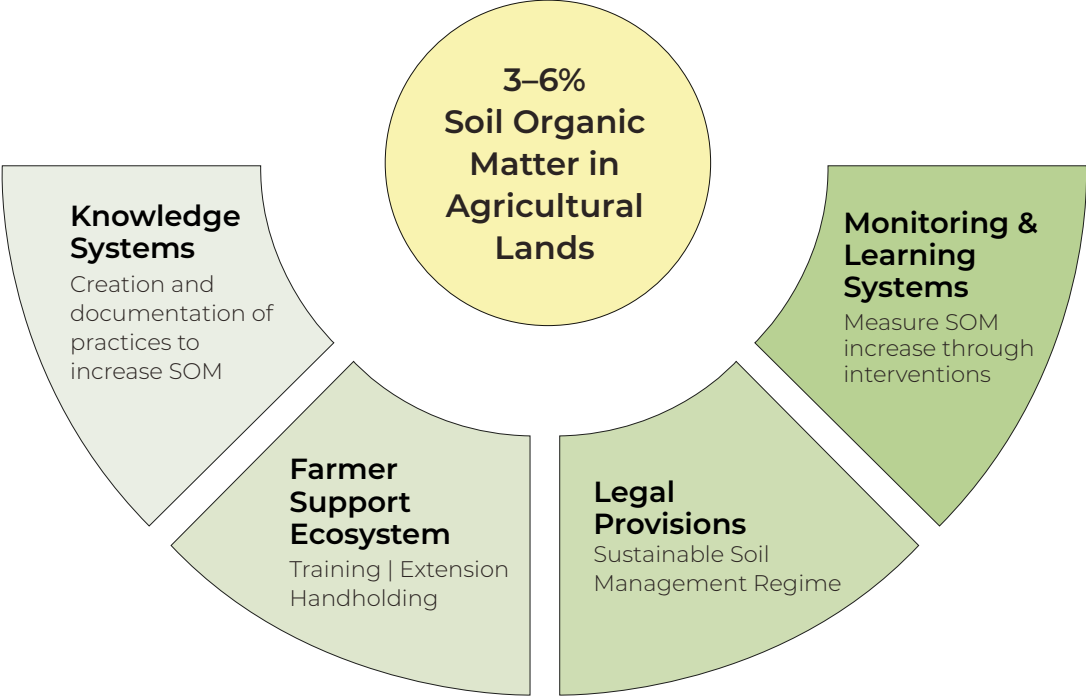 3–6%
Soil Organic
Matter in
Agricultural
Lands
Knowledge
Systems
Creation and
documentation of
practices to
increase SOM
Farmer
Support
Ecosystem
Training | Extension
Handholding
Legal
Provisions
Sustainable Soil
Management Regime
Monitoring &
Learning
Systems
Measure SOM
increase through
interventions